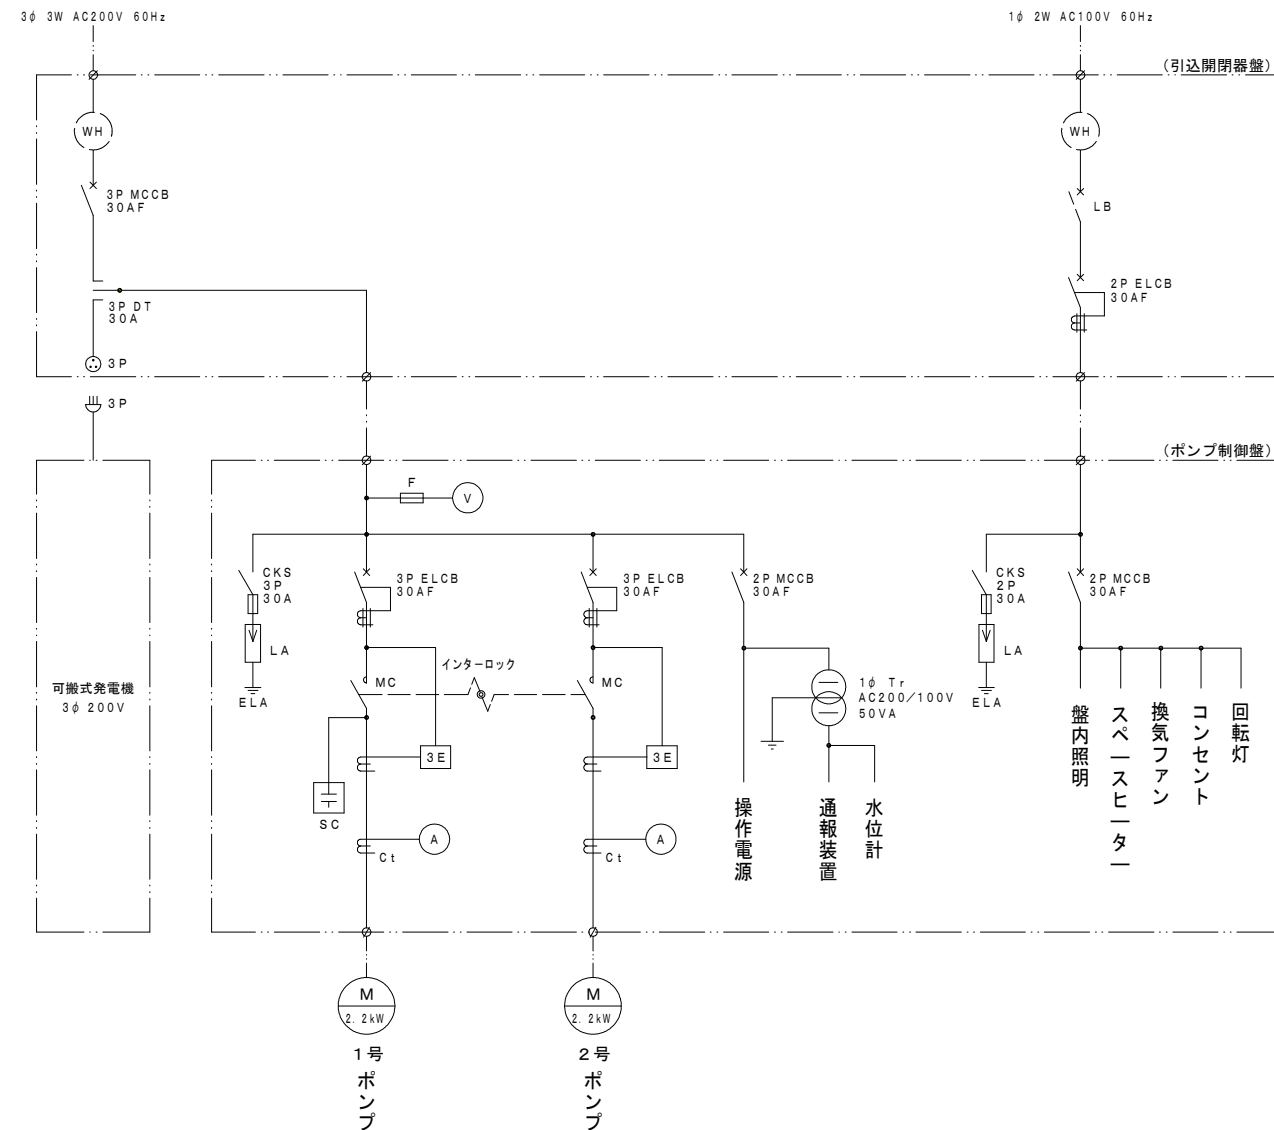 3φ 3W AC200V 60Hz
1φ 2W AC100V 60Hz
(引込開閉器盤)
WH
WH
3P MCCB
30AF
LB
2P ELCB
30AF
3P DT
30A
3P
3P
(ポンプ制御盤)
F
V
CKS
3P
30A
3P ELCB
30AF
3P ELCB
30AF
2P MCCB
30AF
CKS
2P
30A
2P MCCB
30AF
LA
LA
インターロック
MC
MC
ELA
ELA
可搬式発電機
3φ 200V
1φ Tr
AC200/100V
50VA
3E
3E
SC
A
A
Ct
Ct
操作電源
通報装置
水位計
盤内照明
スペースヒーター
換気ファン
コンセント
回転灯
M
2.2kW
M
2.2kW
1号
ポンプ
2号
ポンプ